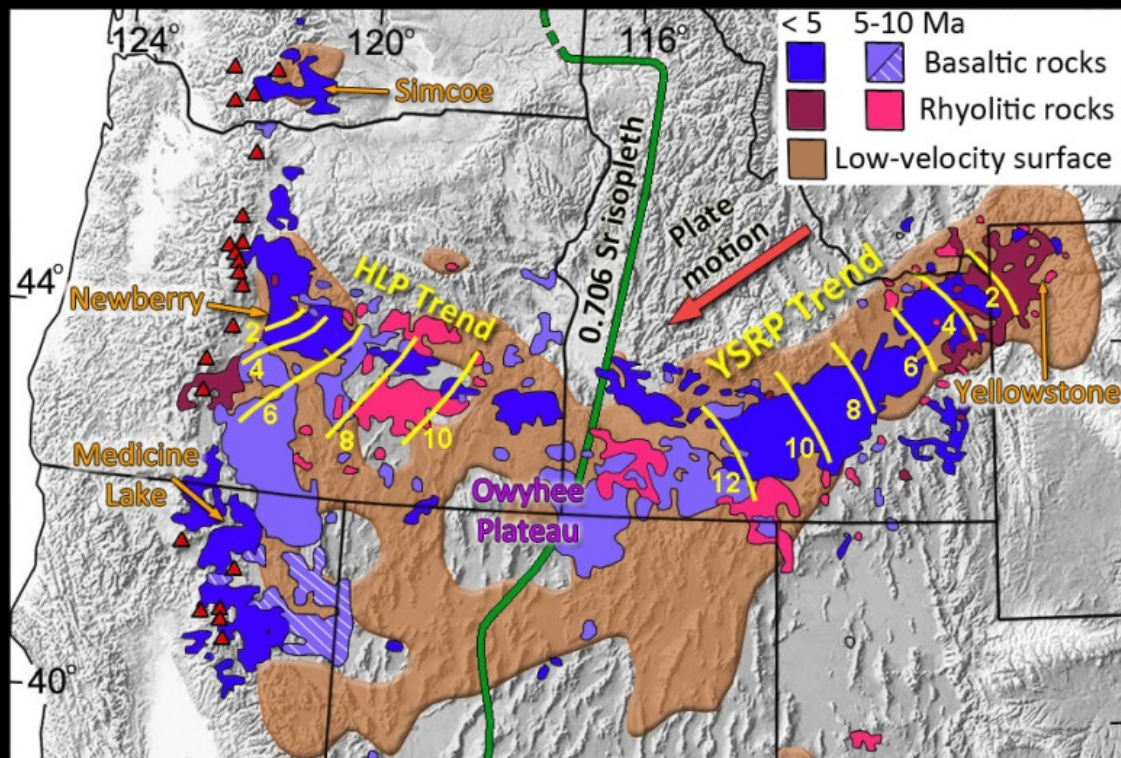 124°
120°
116°
< 5
5-10 Ma
Basaltic rocks
Rhyolitic rocks
Low-velocity surface
Simcoe
0.706 Sr isopleth
Plate
motion
44°
Newberry
HLP Trend
YSRP Trend
2
4
6
8
10
2
4
6
8
10
12
Yellowstone
Medicine
Lake
Owyhee
Plateau
40°